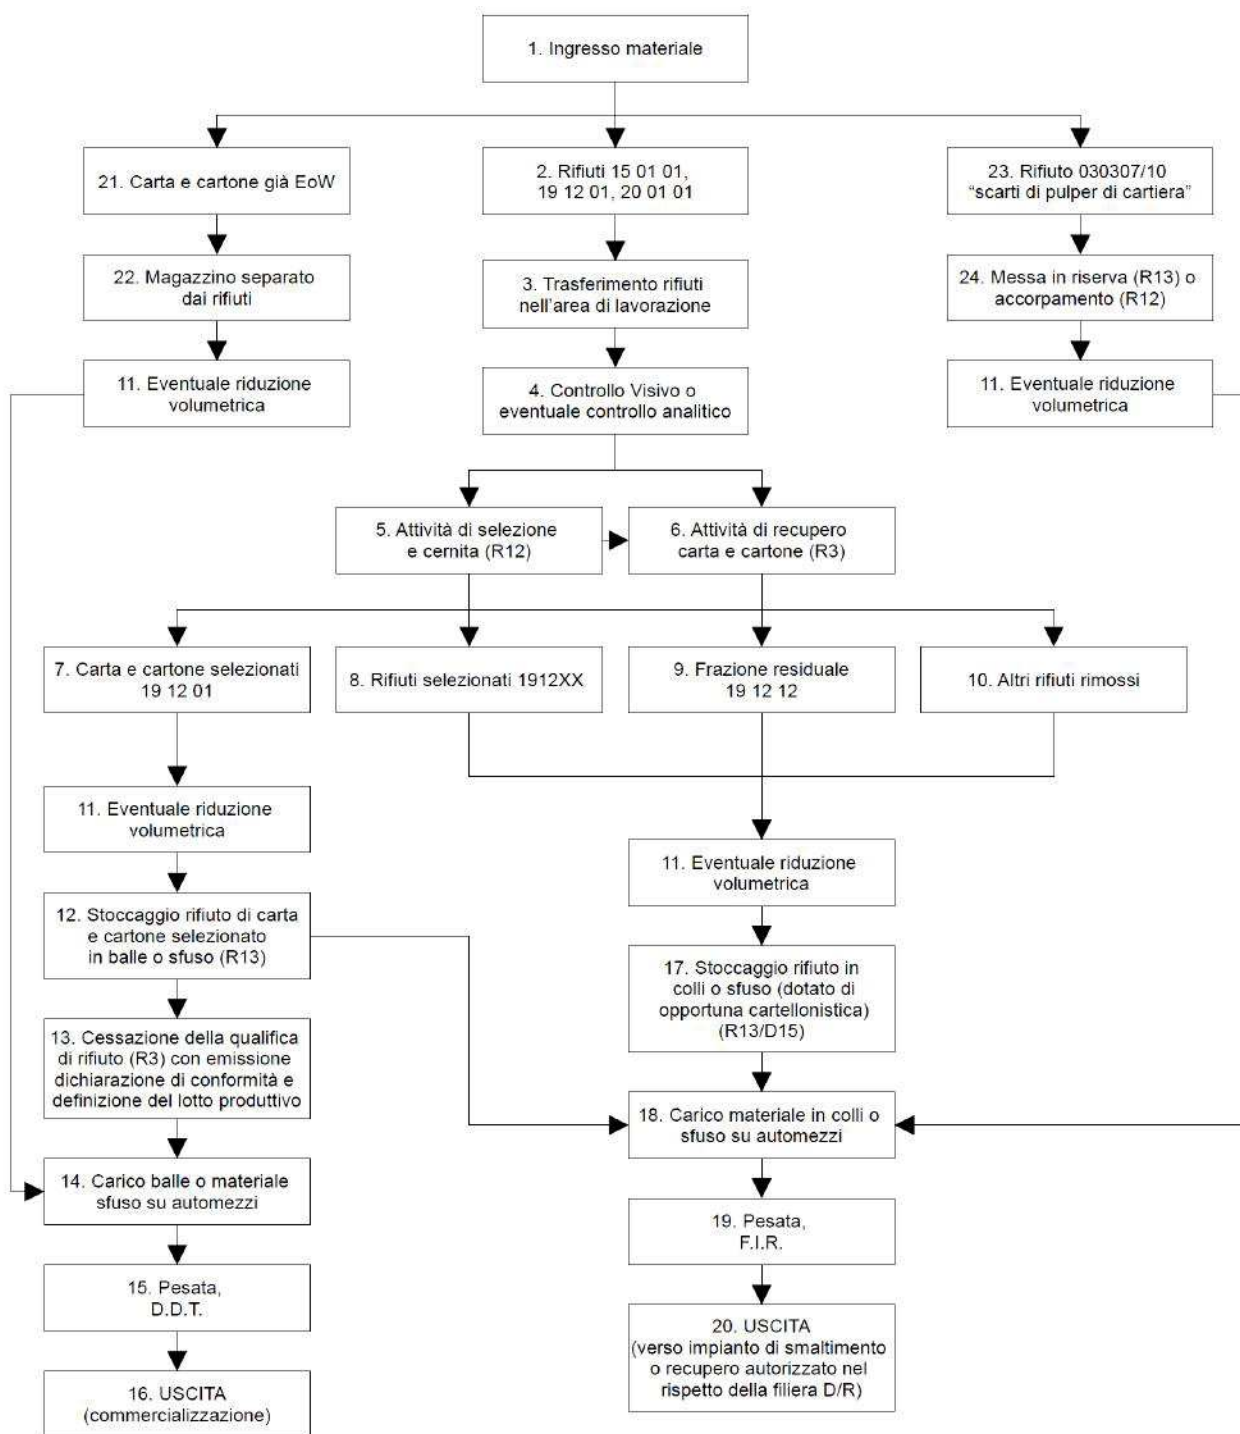 1. Ingresso materiale
21. Carta e cartone già EoW
2. Rifiuti 15 01 01,
19 12 01, 20 01 01
23. Rifiuto 030307/10
“scarti di pulper di cartiera”
22. Magazzino separato
dai rifiuti
3. Trasferimento rifiuti
nell’area di lavorazione
24. Messa in riserva (R13) o
accorpamento (R12)
11. Eventuale riduzione
volumetrica
4. Controllo Visivo o
eventuale controllo analitico
11. Eventuale riduzione
volumetrica
5. Attività di selezione
e cernita (R12)
6. Attività di recupero
carta e cartone (R3)
7. Carta e cartone selezionati
19 12 01
8. Rifiuti selezionati 1912XX
9. Frazione residuale
19 12 12
10. Altri rifiuti rimossi
11. Eventuale riduzione
volumetrica
11. Eventuale riduzione
volumetrica
12. Stoccaggio rifiuto di carta
e cartone selezionato
in balle o sfuso (R13)
17. Stoccaggio rifiuto in
colli o sfuso (dotato di
opportuna cartellonistica)
(R13/D15)
13. Cessazione della qualifica
di rifiuto (R3) con emissione
dichiarazione di conformità e
definizione del lotto produttivo
18. Carico materiale in colli o
sfuso su automezzi
14. Carico balle o materiale
sfuso su automezzi
19. Pesata,
F.I.R.
15. Pesata,
D.D.T.
20. USCITA
(verso impianto di smaltimento
o recupero autorizzato nel
rispetto della filiera D/R)
16. USCITA
(commercializzazione)